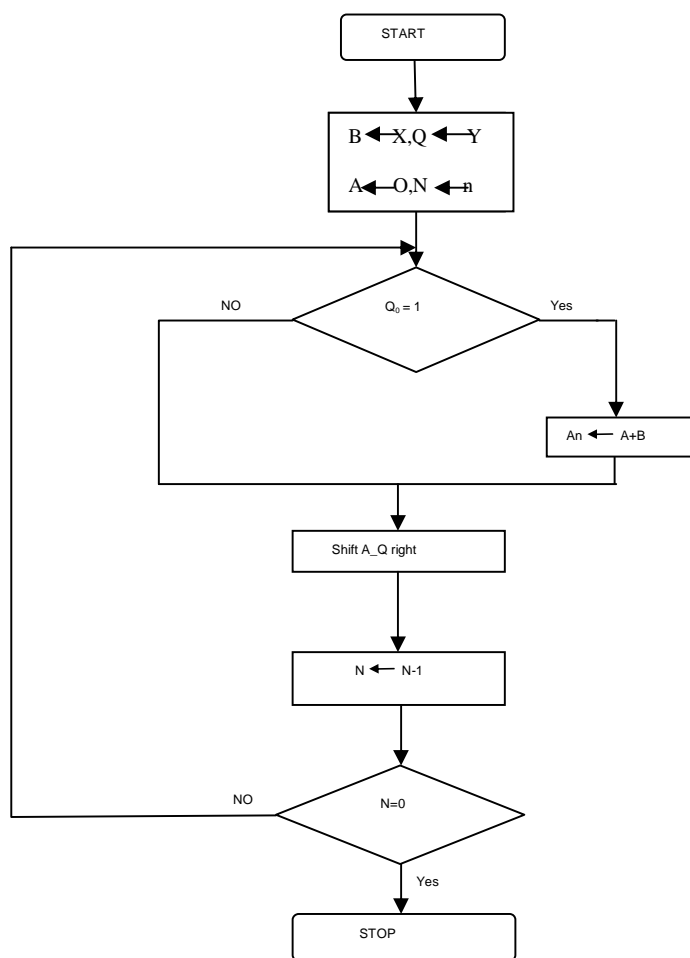 START
B ← X,Q ← Y
A ← O,N ← n
NO
Q₀ = 1
Yes
An ← A+B
Shift A_Q right
N ← N-1
NO
N=0
Yes
STOP